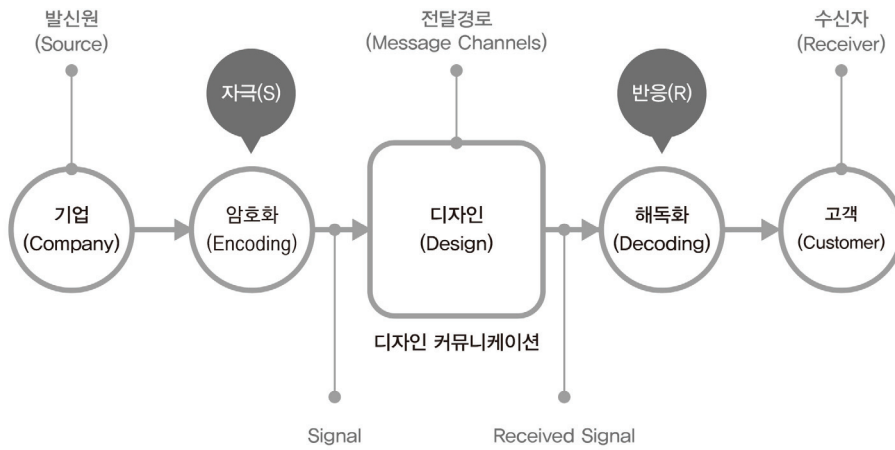 발신원
(Source)
전달경로
(Message Channels)
수신자
(Receiver)
자극(S)
반응(R)
기업
(Company)
암호화
(Encoding)
디자인
(Design)
해독화
(Decoding)
고객
(Customer)
디자인 커뮤니케이션
Signal
Received Signal